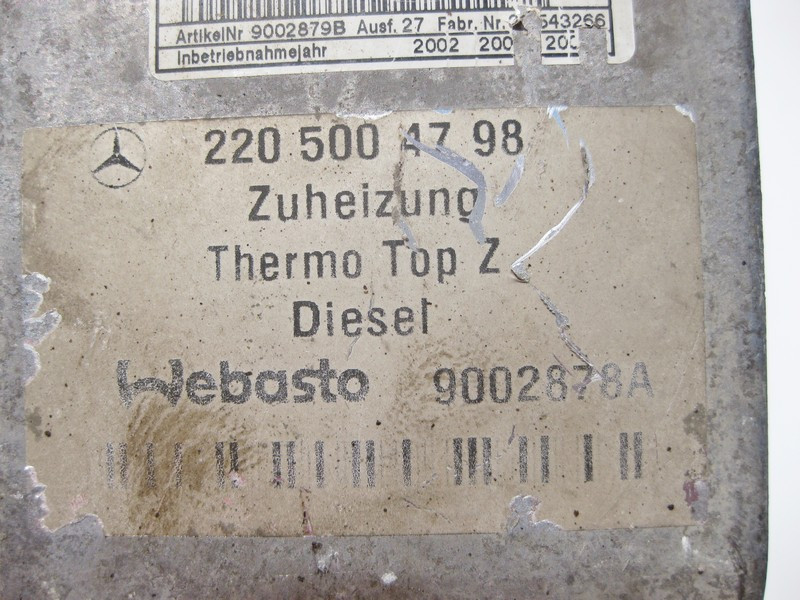 ArtikelNr 9002879B Ausf. 27 Fabr. Nr.
Inbetriebnahmejahr 2002
220 500 47 98
Zuheizung
Thermo Top Z
Diesel
Webasto 9002878A